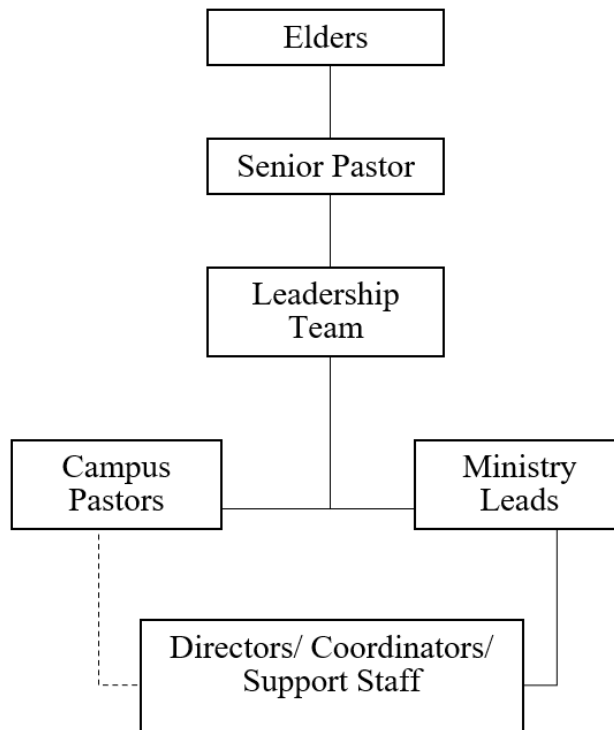 Elders
Senior Pastor
Leadership
Team
Campus
Pastors
Ministry
Leads
Directors/ Coordinators/
Support Staff